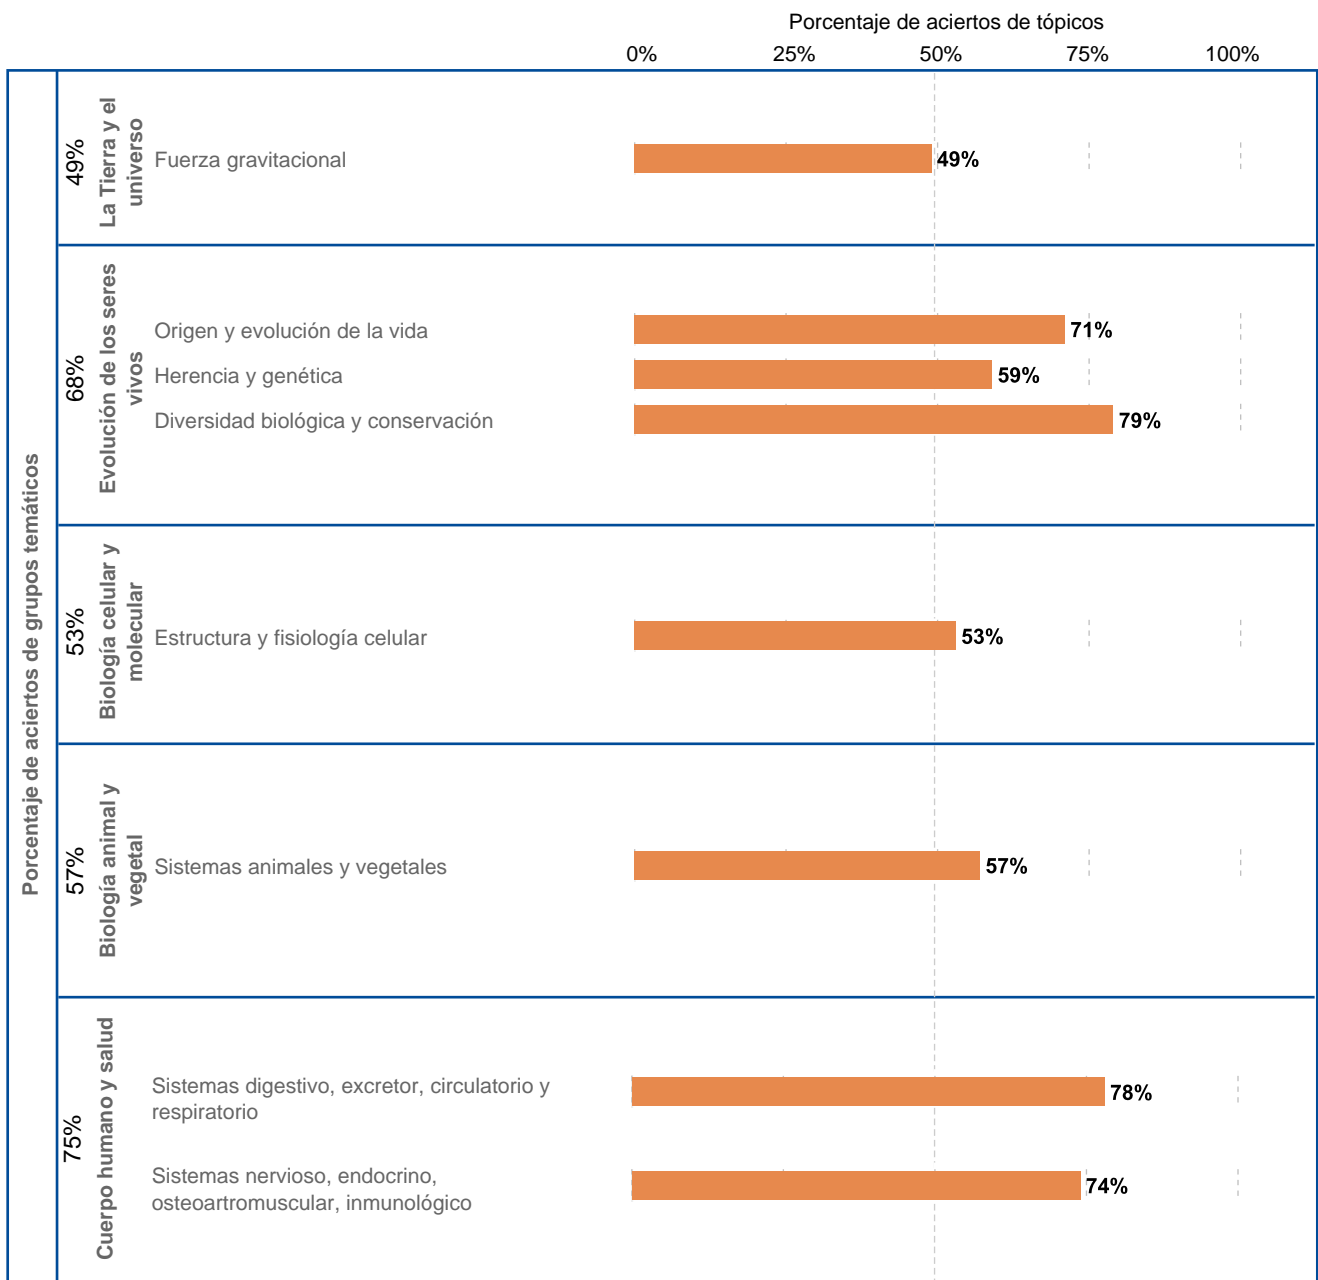 Porcentaje de aciertos de tópicos
0% 25% 50% 75% 100%
Porcentaje de aciertos de grupos temáticos
49%
La Tierra y el
universo
Fuerza gravitacional
49%
68%
Evolución de los seres
vivos
Origen y evolución de la vida
71%
Herencia y genética
59%
Diversidad biológica y conservación
79%
53%
Biología celular y
molecular
Estructura y fisiología celular
53%
57%
Biología animal y
vegetal
Sistemas animales y vegetales
57%
75%
Cuerpo humano y salud
Sistemas digestivo, excretor, circulatorio y
respiratorio
78%
Sistemas nervioso, endocrino,
osteoartromuscular, inmunológico
74%